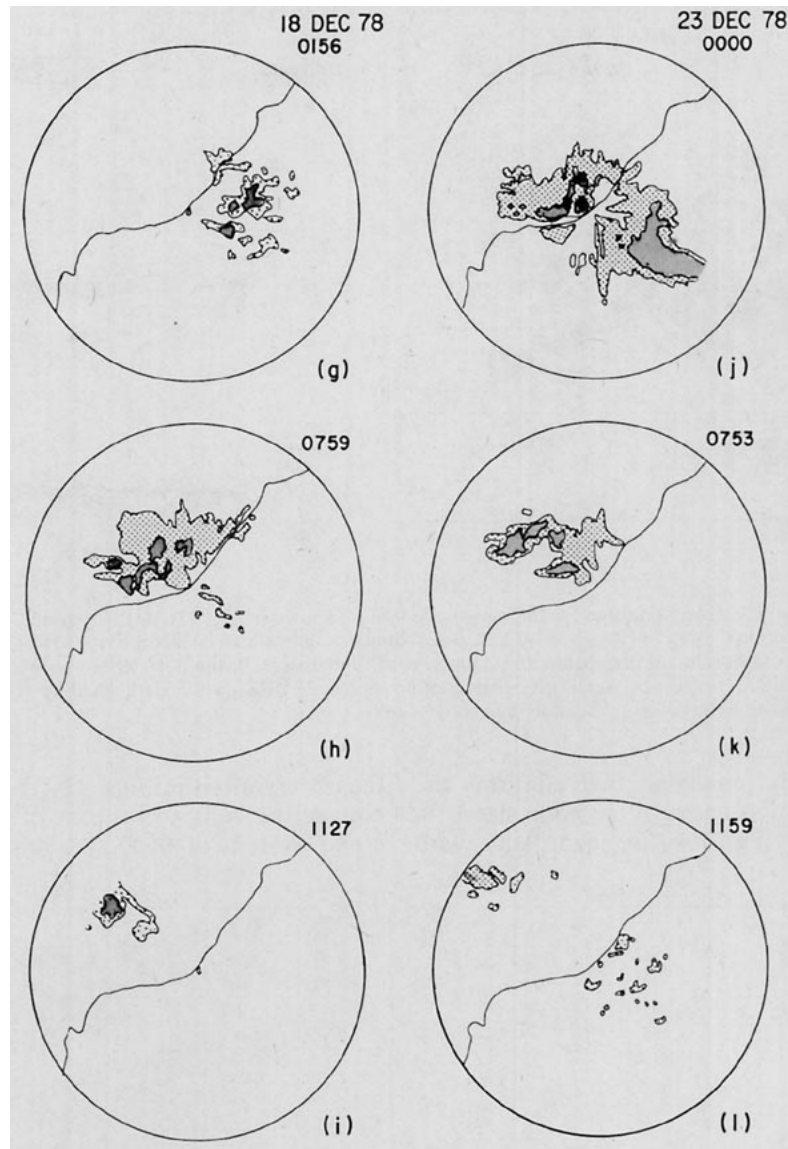 18 DEC 78
0156
23 DEC 78
0000
(g)
(j)
0759
0753
(h)
(k)
1127
1159
(i)
(l)